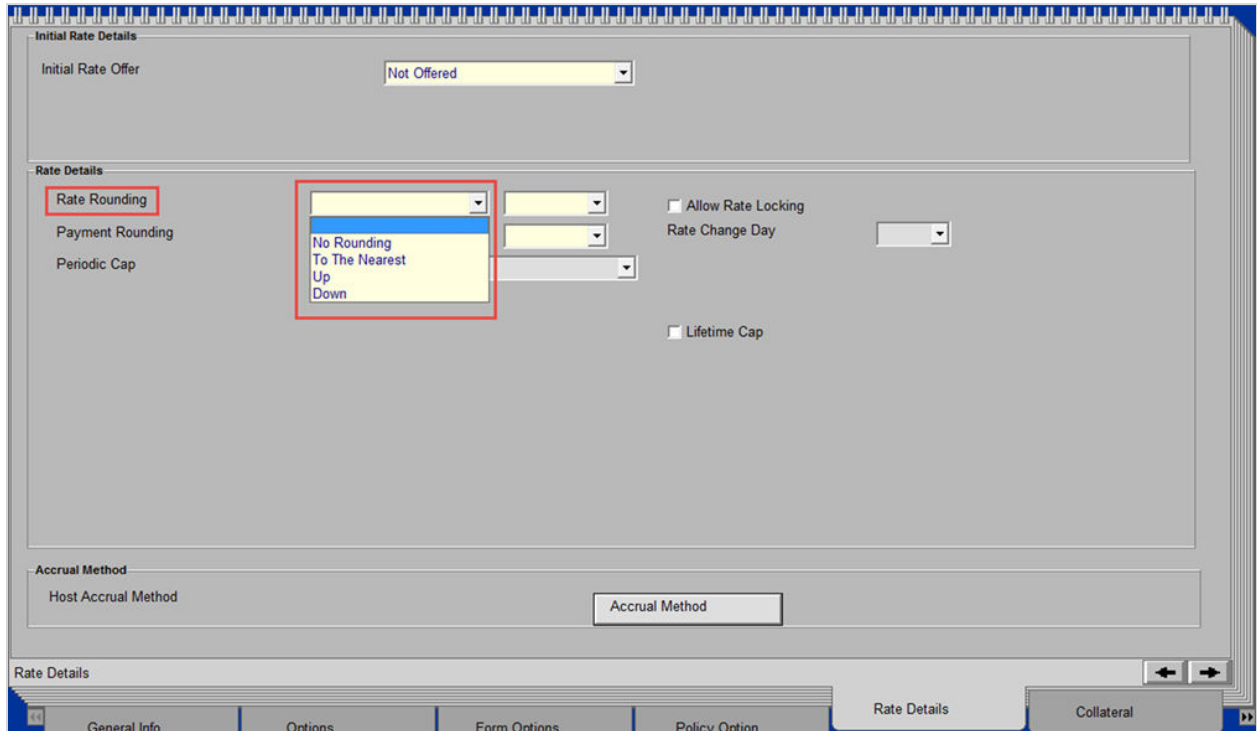 Initial Rate Details
Initial Rate Offer
Not Offered
Rate Details
Rate Rounding
Allow Rate Locking
Payment Rounding
No Rounding
Rate Change Day
To The Nearest
Periodic Cap
Up
Down
Lifetime Cap
Accrual Method
Host Accrual Method
Accrual Method
Rate Details
General Info
Options
Form Options
Policy Option
Rate Details
Collateral